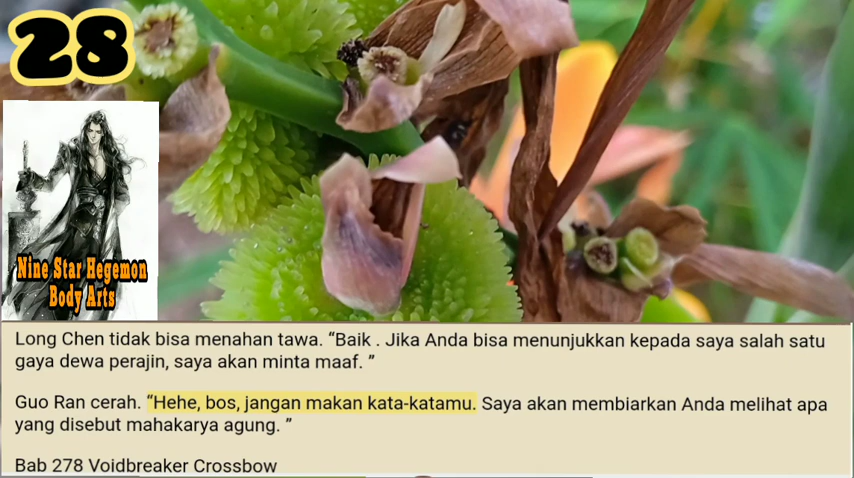 28
Nine Star Hegemon
Body Arts
Long Chen tidak bisa menahan tawa. “Baik . Jika Anda bisa menunjukkan kepada saya salah satu
gaya dewa perajin, saya akan minta maaf. ”
Guo Ran cerah. “Hehe, bos, jangan makan kata-katamu. Saya akan membiarkan Anda melihat apa
yang disebut mahakarya agung. ”
Bab 278 Voidbreaker Crossbow